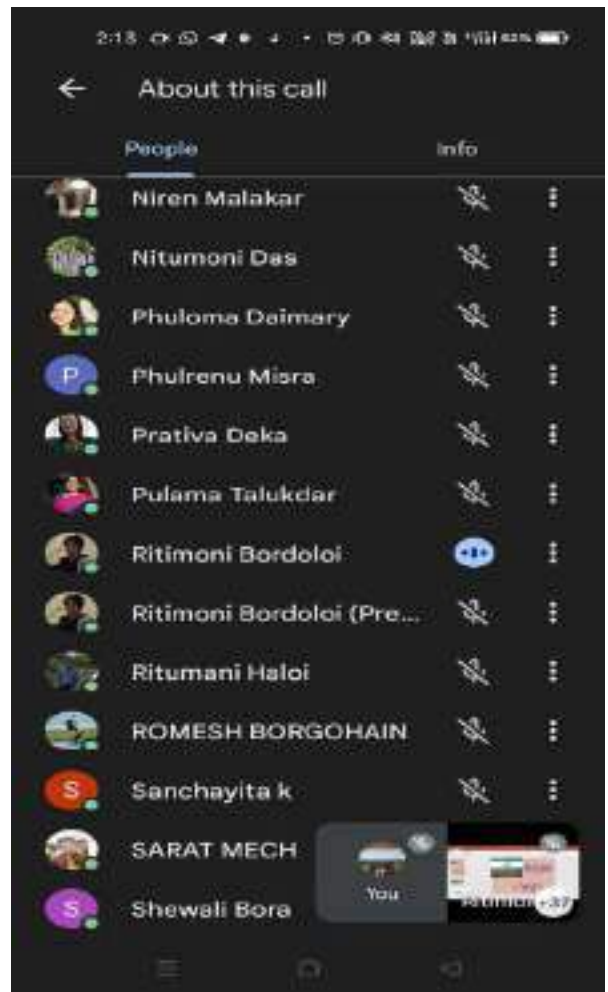 2:13
About this call
People Info
Niren Malakar
Nitumoni Das
Phuloma Daimary
P Phulrenu Misra
Prativa Deka
Pulama Talukdar
Ritimoni Bordoloi
Ritimoni Bordoloi (Pre...
Ritumani Haloi
ROMESH BORGOHAIN
S Sanchayita k
SARAT MECH
You
S Shewali Bora
+37